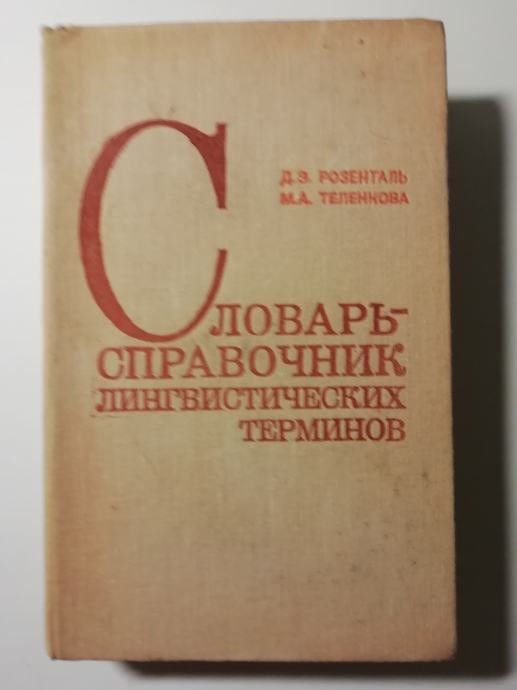 Д.Э. РОЗЕНТАЛЬ
М.А. ТЕЛЕНКОВА
СЛОВАРЬ-
СПРАВОЧНИК
ЛИНГВИСТИЧЕСКИХ
ТЕРМИНОВ